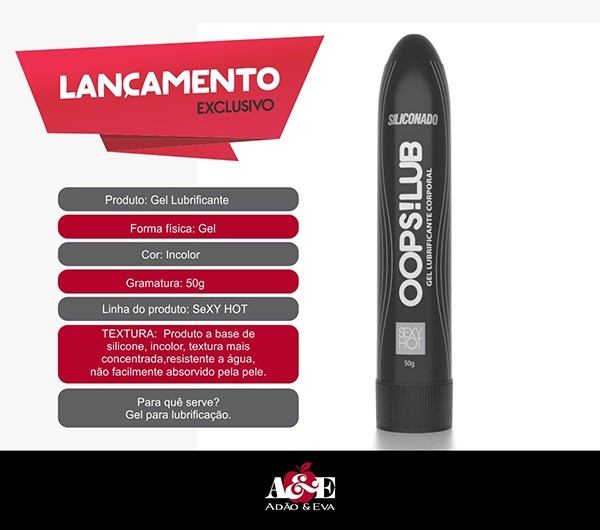 LANÇAMENTO
EXCLUSIVO
Produto: Gel Lubrificante
Forma física: Gel
Cor: Incolor
Gramatura: 50g
Linha do produto: SeXY HOT
TEXTURA: Produto a base de
silicone, incolor, textura mais
concentrada,resistente a água,
não facilmente absorvido pela pele.
Para quê serve?
Gel para lubrificação.
SILICONADO
OOPS!LUB
GEL LUBRIFICANTE CORPORAL
SEXY
HOT
50g
A&E
ADÃO & EVA